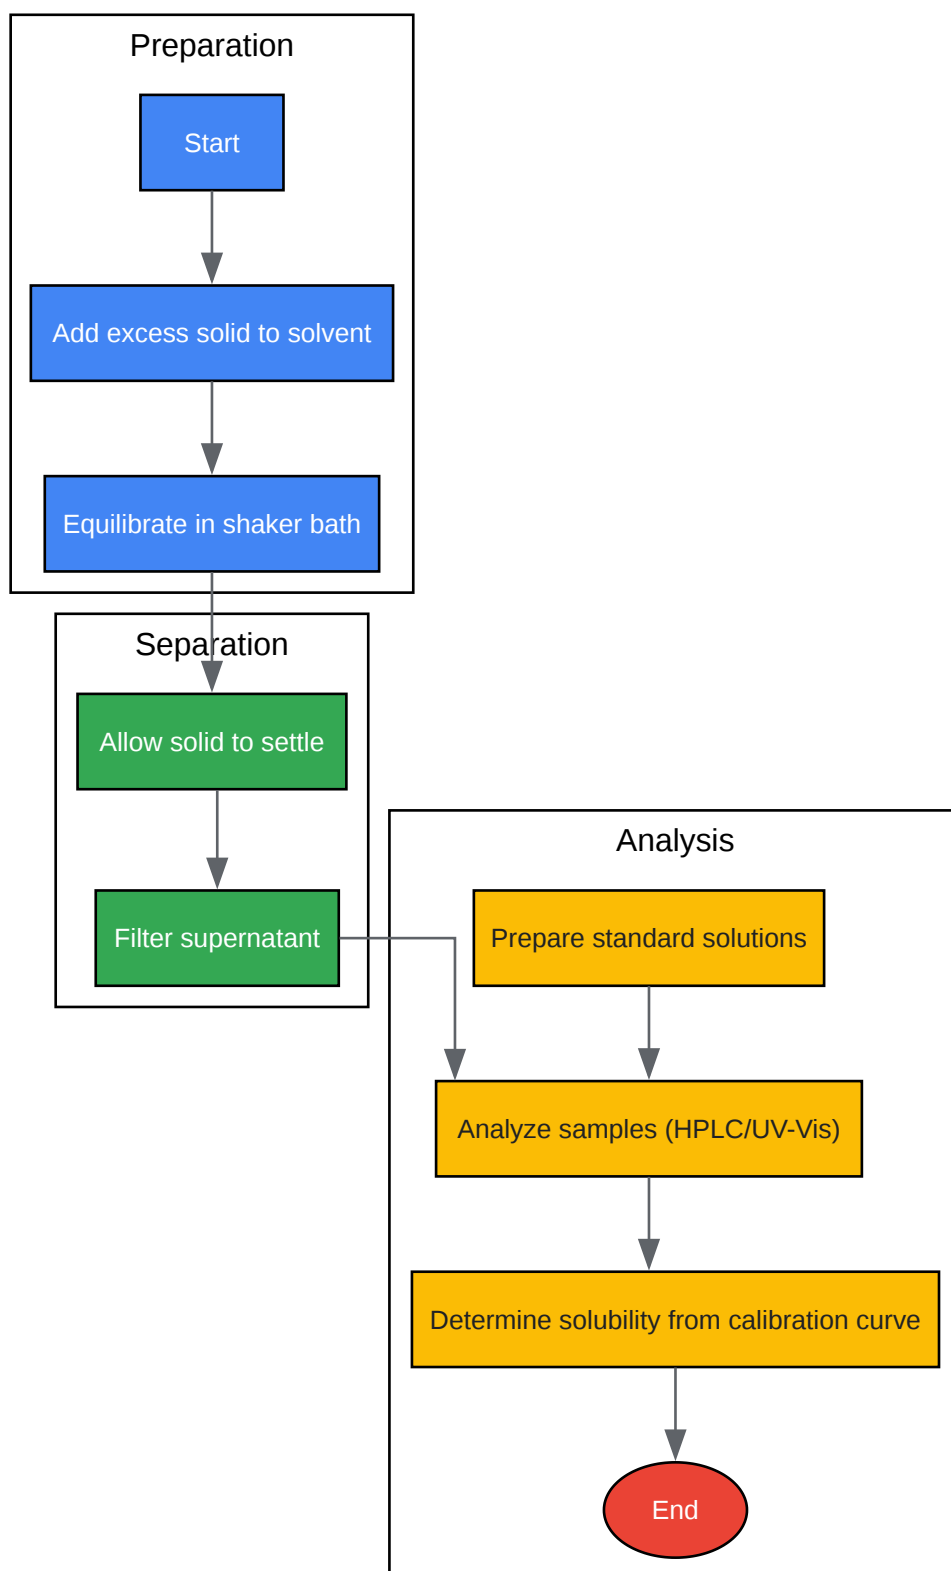 Preparation
Start
Add excess solid to solvent
Equilibrate in shaker bath
Separation
Allow solid to settle
Filter supernatant
Analysis
Prepare standard solutions
Analyze samples (HPLC/UV-Vis)
Determine solubility from calibration curve
End